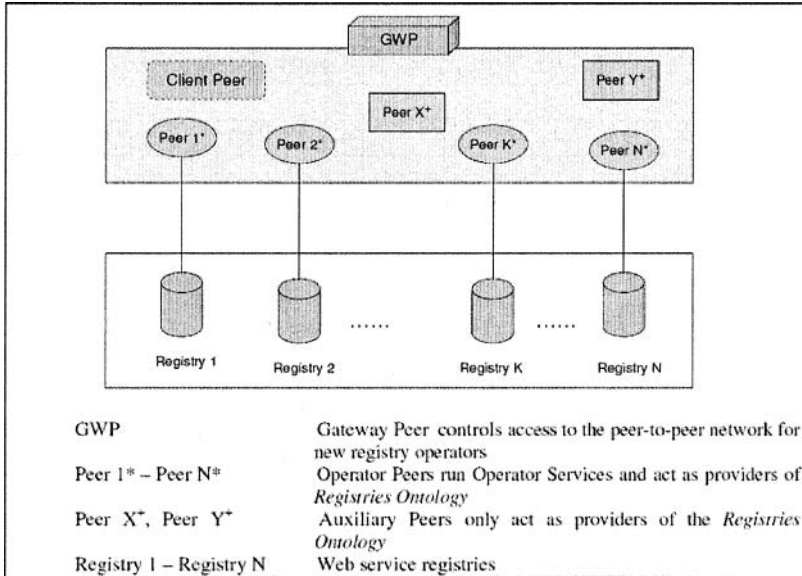 GWP
Client Peer
Peer Y+
Peer X+
Peer 1*
Peer 2*
Peer K*
Peer N*
......
......
Registry 1
Registry 2
Registry K
Registry N
GWP Gateway Peer controls access to the peer-to-peer network for
new registry operators
Peer 1* – Peer N* Operator Peers run Operator Services and act as providers of
Registries Ontology
Peer X+, Peer Y+ Auxiliary Peers only act as providers of the Registries
Ontology
Registry 1 – Registry N Web service registries